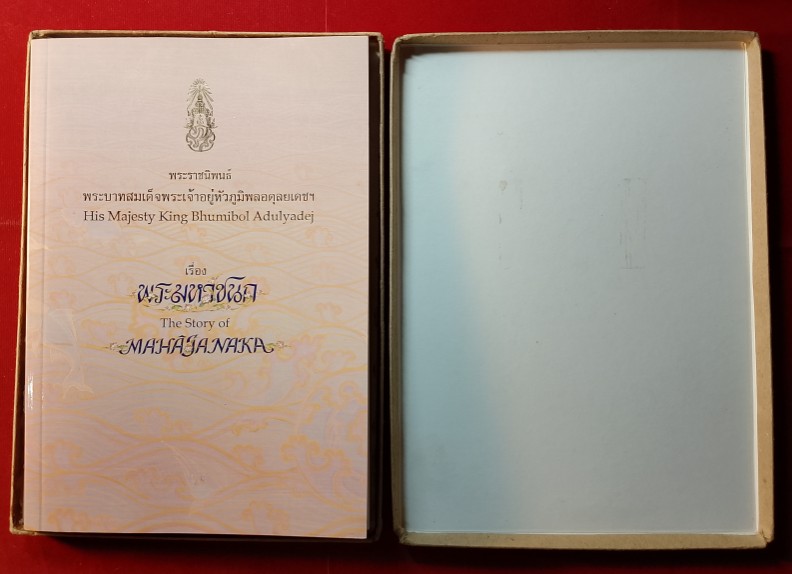 พระราชนิพนธ์
พระบาทสมเด็จพระเจ้าอยู่หัวภูมิพลอดุลยเดชฯ
His Majesty King Bhumibol Adulyadej
เรื่อง
พระมหาชนก
The Story of
MAHĀJANAKA